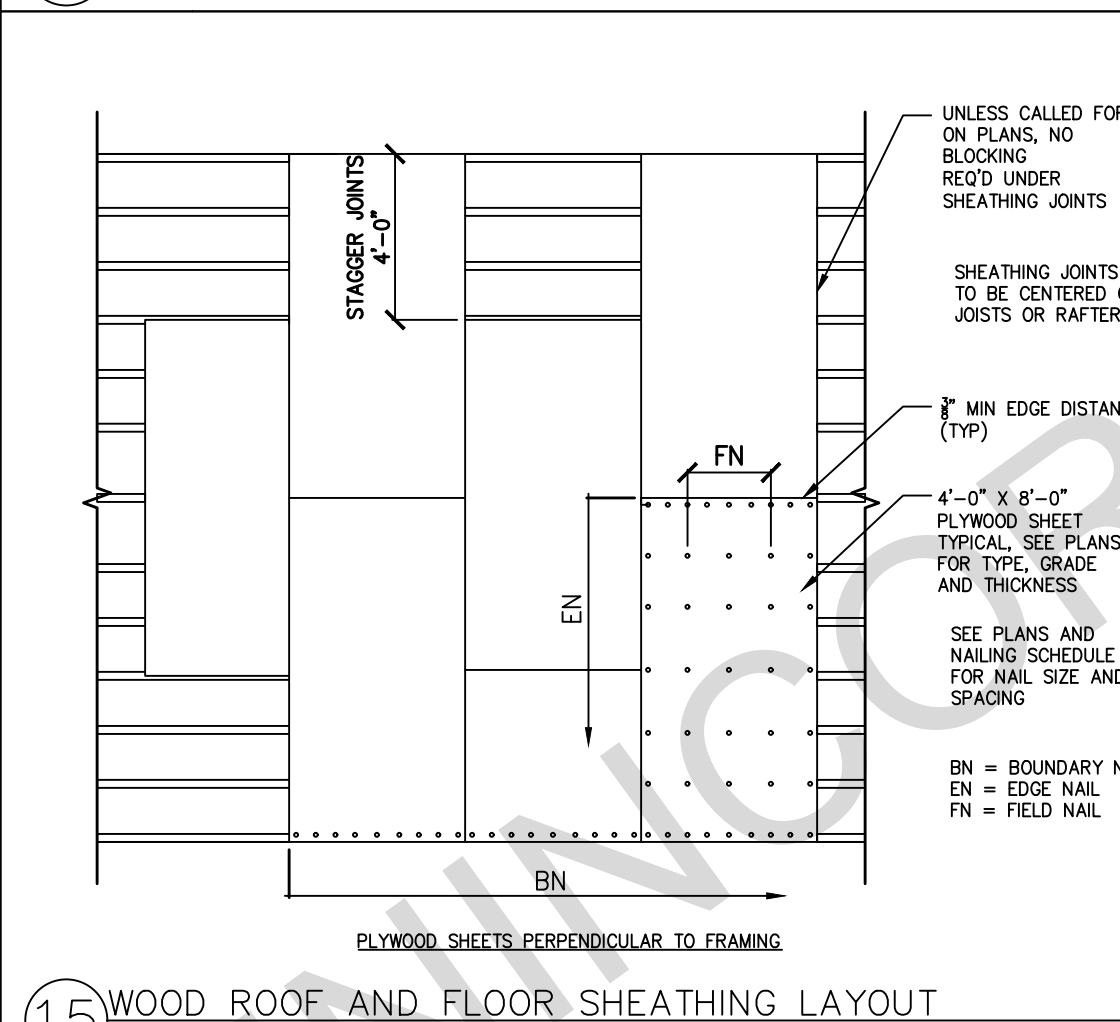 UNLESS CALLED FOR
ON PLANS, NO
BLOCKING
REQ'D UNDER
SHEATHING JOINTS
STAGGER JOINTS
4'-0"
SHEATHING JOINTS
TO BE CENTERED
JOISTS OR RAFTER
3/8" MIN EDGE
(TYP)
FN
4'-0" X 8'-0"
PLYWOOD SHEET
TYPICAL, SEE PLANS
FOR TYPE, GRADE
AND THICKNESS
EN
SEE PLANS AND
NAILING SCHEDULE
FOR NAIL SIZE AND
SPACING
BN = BOUNDARY
EN = EDGE NAIL
FN = FIELD NAIL
BN
PLYWOOD SHEETS PERPENDICULAR TO FRAMING
15 WOOD ROOF AND FLOOR SHEATHING LAYOUT